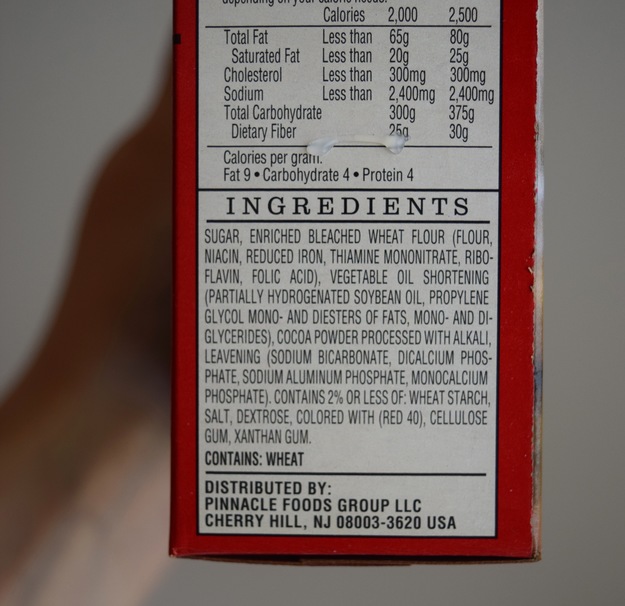 depending on your calorie needs:
Calories 2,000 2,500
Total Fat Less than 65g 80g
Saturated Fat Less than 20g 25g
Cholesterol Less than 300mg 300mg
Sodium Less than 2,400mg 2,400mg
Total Carbohydrate 300g 375g
Dietary Fiber 25g 30g
Calories per gram:
Fat 9 • Carbohydrate 4 • Protein 4
INGREDIENTS
SUGAR, ENRICHED BLEACHED WHEAT FLOUR (FLOUR,
NIACIN, REDUCED IRON, THIAMINE MONONITRATE, RIBO-
FLAVIN, FOLIC ACID), VEGETABLE OIL SHORTENING
(PARTIALLY HYDROGENATED SOYBEAN OIL, PROPYLENE
GLYCOL MONO- AND DIESTERS OF FATS, MONO- AND DI-
GLYCERIDES), COCOA POWDER PROCESSED WITH ALKALI,
LEAVENING (SODIUM BICARBONATE, DICALCIUM PHOS-
PHATE, SODIUM ALUMINUM PHOSPHATE, MONOCALCIUM
PHOSPHATE). CONTAINS 2% OR LESS OF: WHEAT STARCH,
SALT, DEXTROSE, COLORED WITH (RED 40), CELLULOSE
GUM, XANTHAN GUM.
CONTAINS: WHEAT
DISTRIBUTED BY:
PINNACLE FOODS GROUP LLC
CHERRY HILL, NJ 08003-3620 USA